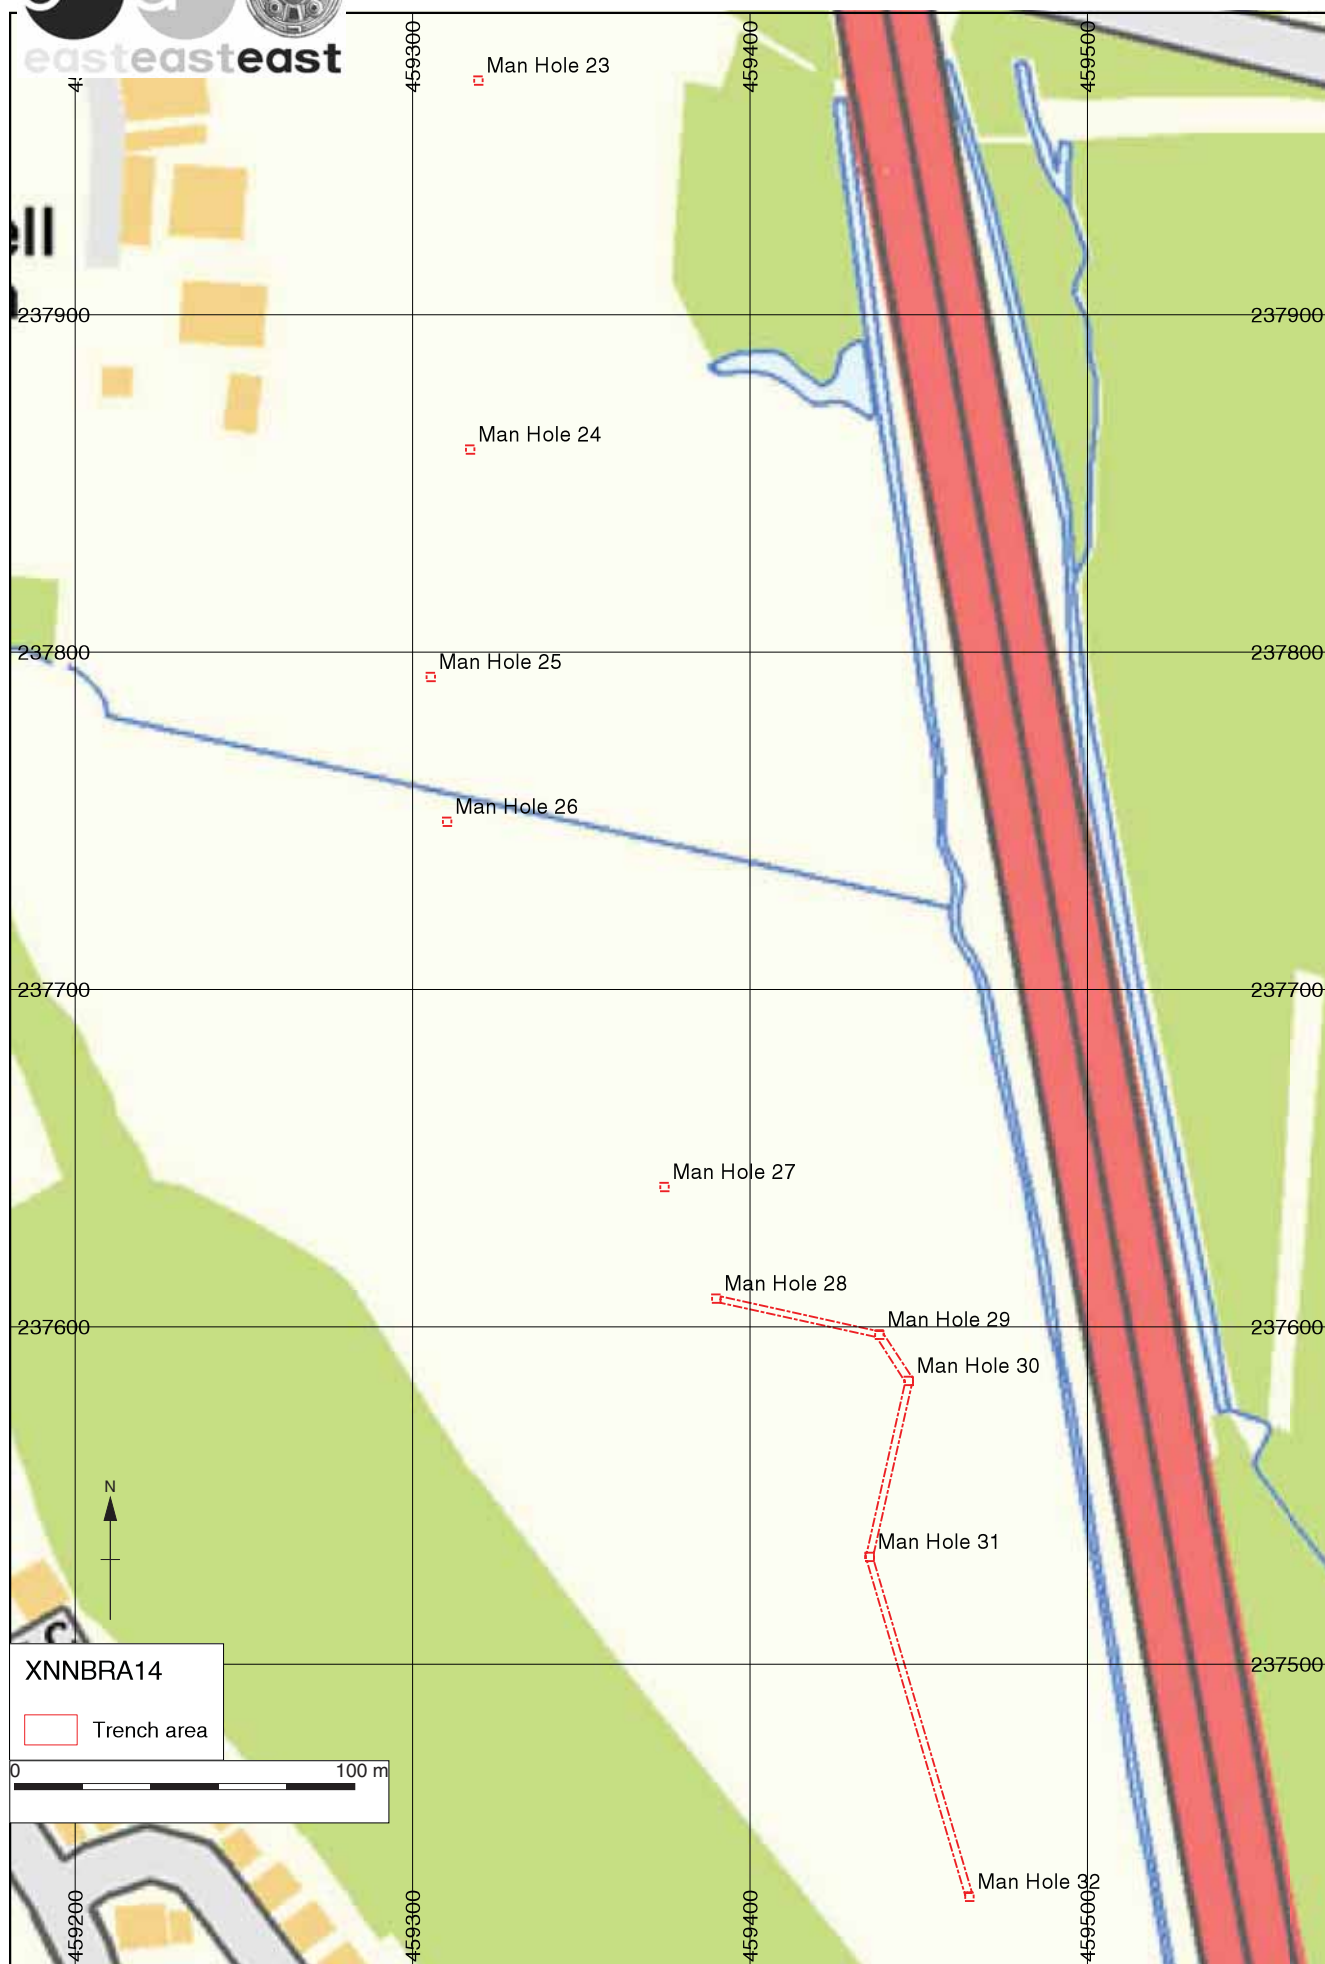 easteasteast
459300
459400
459500
Man Hole 23
ell
237900
237900
Man Hole 24
237800
237800
Man Hole 25
Man Hole 26
237700
237700
Man Hole 27
Man Hole 28
Man Hole 29
237600
237600
Man Hole 30
N
Man Hole 31
XNNBRA14
237500
Trench area
0 100 m
Man Hole 32
459200
459300
459400
459500